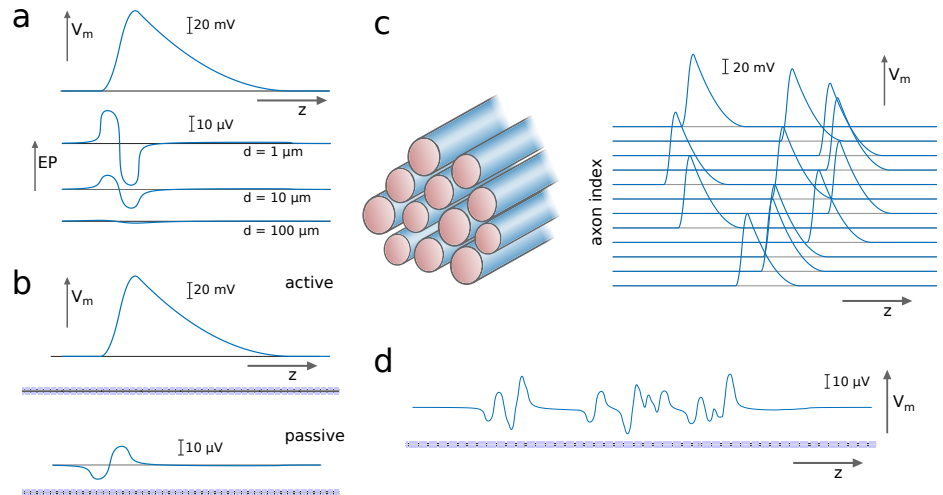 a
V_m
20 mV
z
10 µV
EP
d = 1 µm
d = 10 µm
d = 100 µm
b
V_m
20 mV
active
z
passive
10 µV
c
20 mV
V_m
axon index
z
d
10 µV
V_m
z